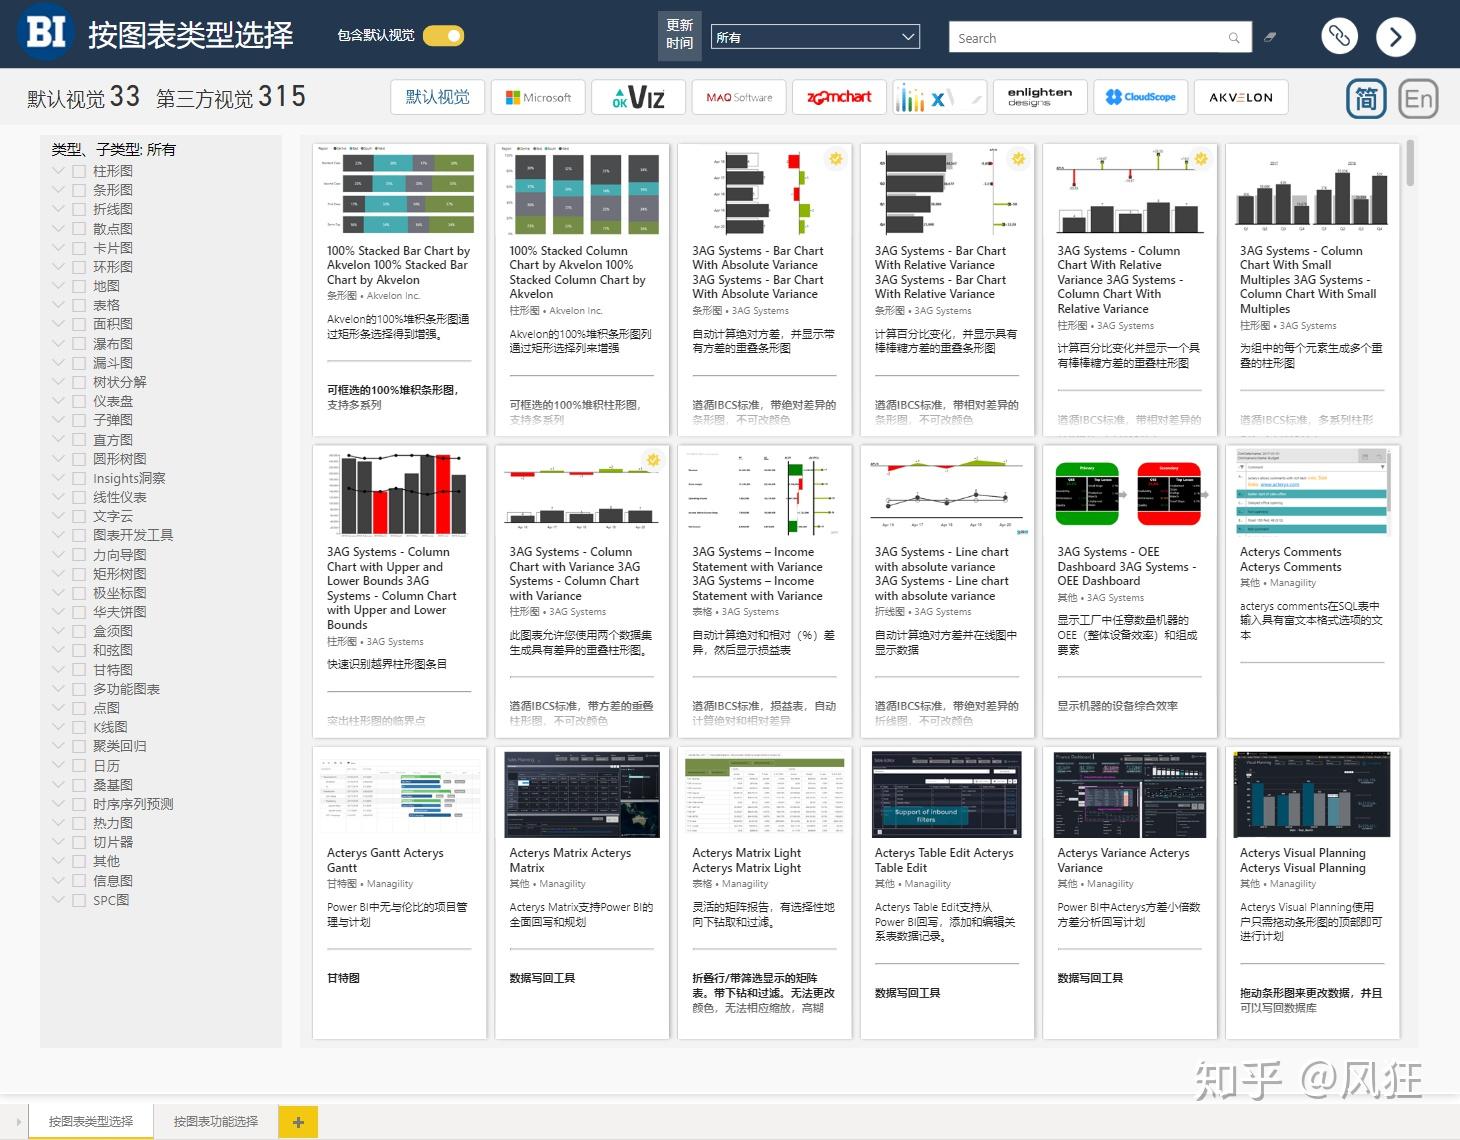 BI 按图表类型选择 包含默认视觉 更新时间 所有 Search
默认视觉 33 第三方视觉 315 默认视觉 Microsoft OKVIZ MAQ Software zoomchart enlighten designs CloudScope AKVELON 简 En
类型、子类型: 所有
柱形图
条形图
折线图
散点图
卡片图
环形图
地图
表格
面积图
瀑布图
漏斗图
树状分解
仪表盘
子弹图
直方图
圆形树图
Insights洞察
线性仪表
文字云
图表开发工具
力向导图
矩形树图
极坐标图
华夫饼图
盒须图
和弦图
甘特图
多功能图表
点图
K线图
聚类回归
日历
桑基图
时序序列预测
热力图
切片器
其他
信息图
SPC图
100% Stacked Bar Chart by
Akvelon 100% Stacked Bar
Chart by Akvelon
条形图 • Akvelon Inc.
Akvelon的100%堆积条形图通
过矩形条选择得到增强。
可框选的100%堆积条形图，
支持多系列
100% Stacked Column
Chart by Akvelon 100%
Stacked Column Chart by
Akvelon
柱形图 • Akvelon Inc.
Akvelon的100%堆积条形图列
通过矩形选择列来增强
可框选的100%堆积柱形图，
支持多系列
3AG Systems - Bar Chart
With Absolute Variance
3AG Systems - Bar Chart
With Absolute Variance
条形图 • 3AG Systems
自动计算绝对方差，并显示带
有方差的重叠条形图
遵循IBCS标准，带绝对差异的
条形图，不可改颜色
3AG Systems - Bar Chart
With Relative Variance
3AG Systems - Bar Chart
With Relative Variance
条形图 • 3AG Systems
计算百分比变化，并显示具有
棒棒糖方差的重叠条形图
遵循IBCS标准，带相对差异的
条形图，不可改颜色
3AG Systems - Column
Chart With Relative
Variance 3AG Systems -
Column Chart With
Relative Variance
柱形图 • 3AG Systems
计算百分比变化并显示一个具
有棒棒糖方差的重叠柱形图
遵循IBCS标准，带相对差异的
3AG Systems - Column
Chart With Small
Multiples 3AG Systems -
Column Chart With Small
Multiples
柱形图 • 3AG Systems
为组中的每个元素生成多个重
叠的柱形图
遵循IBCS标准，多系列柱形
3AG Systems - Column
Chart with Upper and
Lower Bounds 3AG
Systems - Column Chart
with Upper and Lower
Bounds
柱形图 • 3AG Systems
快速识别越界柱形图条目
突出柱形图的临界点
3AG Systems - Column
Chart with Variance 3AG
Systems - Column Chart
with Variance
柱形图 • 3AG Systems
此图表允许您使用两个数据集
生成具有差异的重叠柱形图。
遵循IBCS标准，带方差的重叠
柱形图，不可改颜色
3AG Systems – Income
Statement with Variance
3AG Systems – Income
Statement with Variance
表格 • 3AG Systems
自动计算绝对和相对（%）差
异，然后显示损益表
遵循IBCS标准，损益表，自动
计算绝对和相对差异
3AG Systems - Line chart
with absolute variance
3AG Systems - Line chart
with absolute variance
折线图 • 3AG Systems
自动计算绝对方差并在线图中
显示数据
遵循IBCS标准，带绝对差异的
折线图，不可改颜色
Primary Secondary
3AG Systems - OEE
Dashboard 3AG Systems -
OEE Dashboard
其他 • 3AG Systems
显示工厂中任意数量机器的
OEE（整体设备效率）和组成
要素
显示机器的设备综合效率
Acterys Comments
Acterys Comments
其他 • Managility
acterys comments在SQL表中
输入具有富文本格式选项的文
本
Acterys Gantt Acterys
Gantt
甘特图 • Managility
Power BI中无与伦比的项目管
理与计划
甘特图
Acterys Matrix Acterys
Matrix
其他 • Managility
Acterys Matrix支持Power BI的
全面回写和规划
数据写回工具
Acterys Matrix Light
Acterys Matrix Light
表格 • Managility
灵活的矩阵报告，有选择性地
向下钻取和过滤。
折叠行/带筛选显示的矩阵
表。带下钻和过滤。无法更改
颜色，无法相应缩放，高糊
Support of inbound
filters
Acterys Table Edit Acterys
Table Edit
其他 • Managility
Acterys Table Edit支持从
Power BI回写，添加和编辑关
系表数据记录。
数据写回工具
Acterys Variance Acterys
Variance
其他 • Managility
Power BI中Acterys方差小倍数
方差分析回写计划
数据写回工具
Acterys Visual Planning
Acterys Visual Planning
其他 • Managility
Acterys Visual Planning使用
户只需拖动条形图的顶部即可
进行计划
拖动条形图来更改数据，并且
可以写回数据库
知乎 @风狂
按图表类型选择 按图表功能选择 +